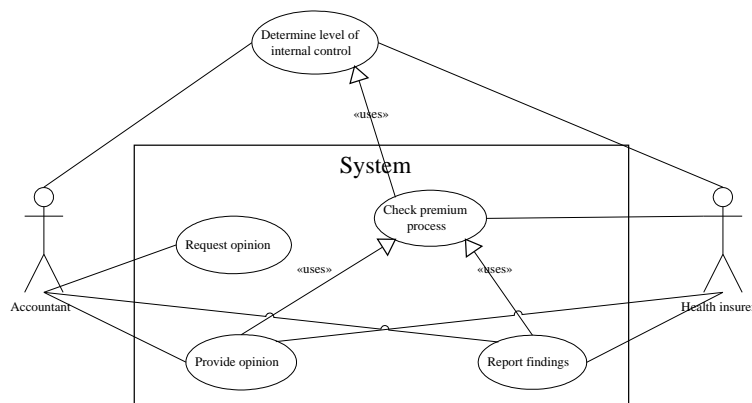 Determine level of
internal control
«uses»
System
Check premium
process
Request opinion
«uses»
«uses»
Accountant
Health insurer
Provide opinion
Report findings